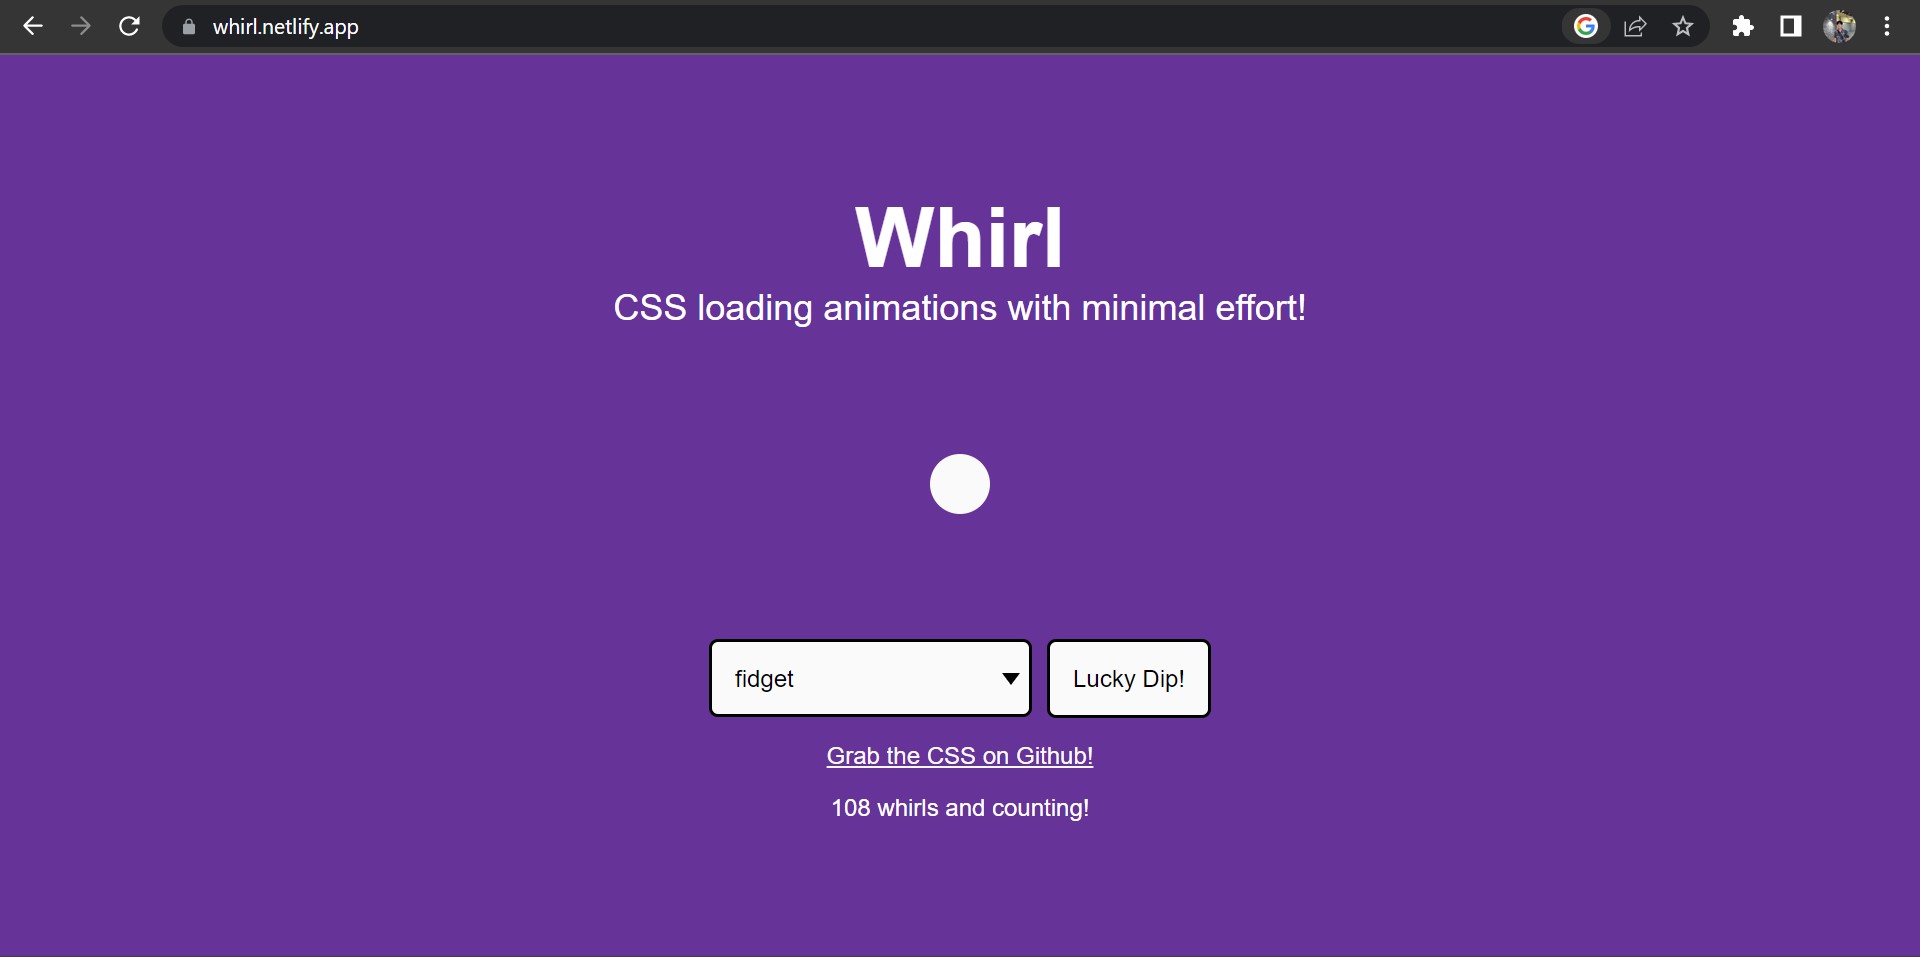 whirl.netlify.app
Whirl
CSS loading animations with minimal effort!
fidget
Lucky Dip!
Grab the CSS on Github!
108 whirls and counting!